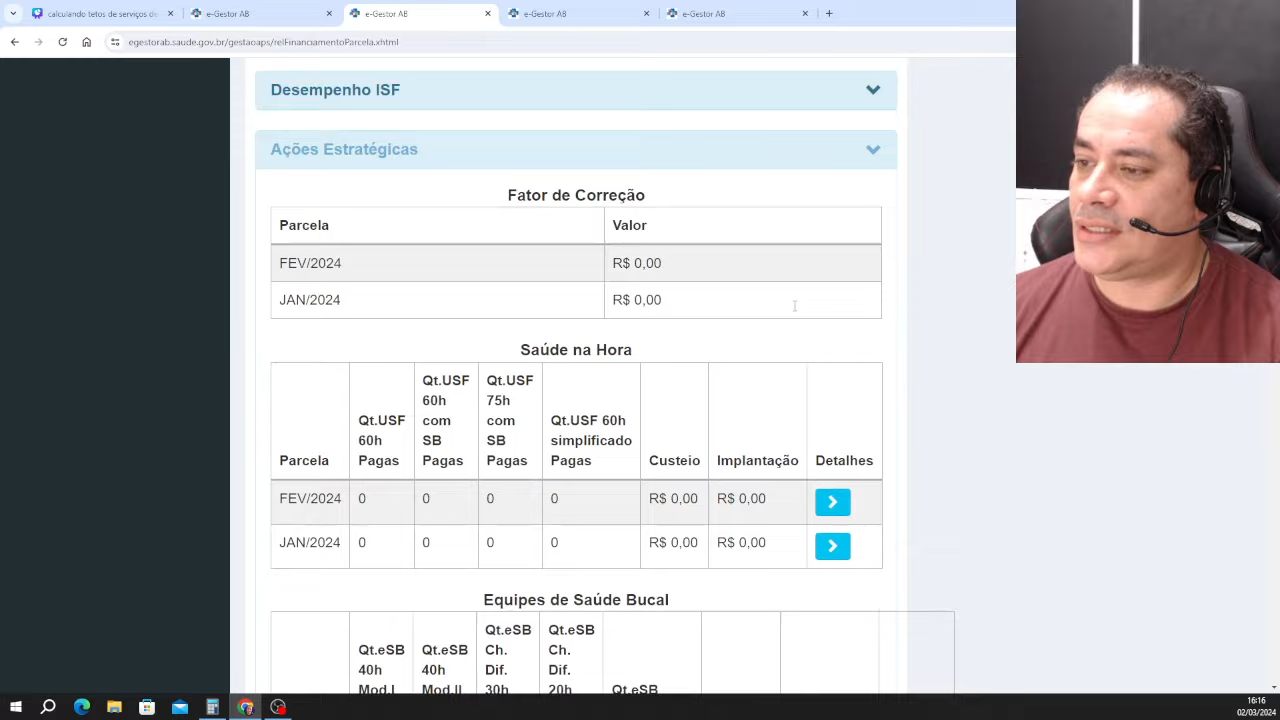 calculando tetos de serviços de
e-Gestor AB
e-Gestor AB
e-Gestor AB
e-Gestor AB
egestorab.saude.gov.br/gestaoaps/relFinanciamentoParcela.xhtml
Desempenho ISF
Ações Estratégicas
Fator de Correção
Parcela Valor
FEV/2024 R$ 0,00
JAN/2024 R$ 0,00
Saúde na Hora
Parcela
Qt.USF
60h
Pagas
Qt.USF
60h
com
SB
Pagas
Qt.USF
75h
com
SB
Pagas
Qt.USF 60h
simplificado
Pagas
Custeio
Implantação
Detalhes
FEV/2024 0 0 0 0 R$ 0,00 R$ 0,00
JAN/2024 0 0 0 0 R$ 0,00 R$ 0,00
Equipes de Saúde Bucal
Qt.eSB
40h
Mod.I
Qt.eSB
40h
Mod.II
Qt.eSB
Ch.
Dif.
30h
Qt.eSB
Ch.
Dif.
20h
Qt.eSB
16:16
02/03/2024